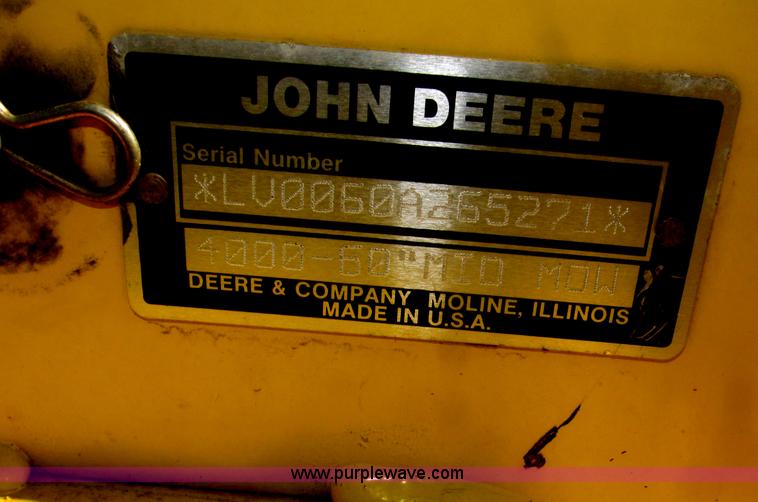 JOHN DEERE
Serial Number
*LV0060A265271*
4000-60"MID MOW
DEERE & COMPANY MOLINE, ILLINOIS
MADE IN U.S.A.
www.purplewave.com